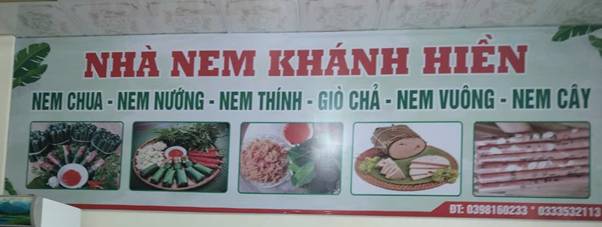 NHÀ NEM KHÁNH HIỀN
NEM CHUA - NEM NƯỚNG - NEM THÍNH - GIÒ CHẢ - NEM VUÔNG - NEM CÂY
ĐT: 0398160233 * 0333532113